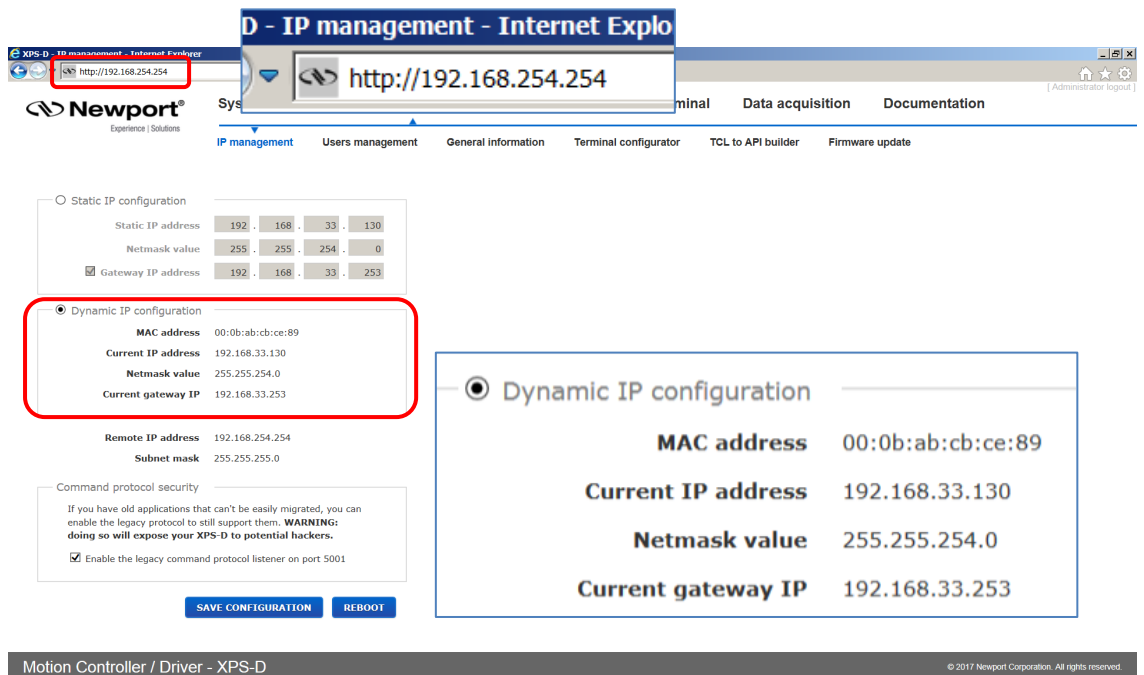 D - IP management - Internet Explo
http://192.168.254.254
XPS-D - IP management - Internet Explorer
http://192.168.254.254
[ Administrator logout ]
Newport®
Experience | Solutions
Sys
minal Data acquisition Documentation
IP management Users management General information Terminal configurator TCL to API builder Firmware update
Static IP configuration
Static IP address 192 . 168 . 33 . 130
Netmask value 255 . 255 . 254 . 0
Gateway IP address 192 . 168 . 33 . 253
Dynamic IP configuration
MAC address 00:0b:ab:cb:ce:89
Current IP address 192.168.33.130
Netmask value 255.255.254.0
Current gateway IP 192.168.33.253
Remote IP address 192.168.254.254
Subnet mask 255.255.255.0
Command protocol security
If you have old applications that can't be easily migrated, you can
enable the legacy protocol to still support them. WARNING:
doing so will expose your XPS-D to potential hackers.
Enable the legacy command protocol listener on port 5001
SAVE CONFIGURATION REBOOT
Dynamic IP configuration
MAC address 00:0b:ab:cb:ce:89
Current IP address 192.168.33.130
Netmask value 255.255.254.0
Current gateway IP 192.168.33.253
Motion Controller / Driver - XPS-D
© 2017 Newport Corporation. All rights reserved.